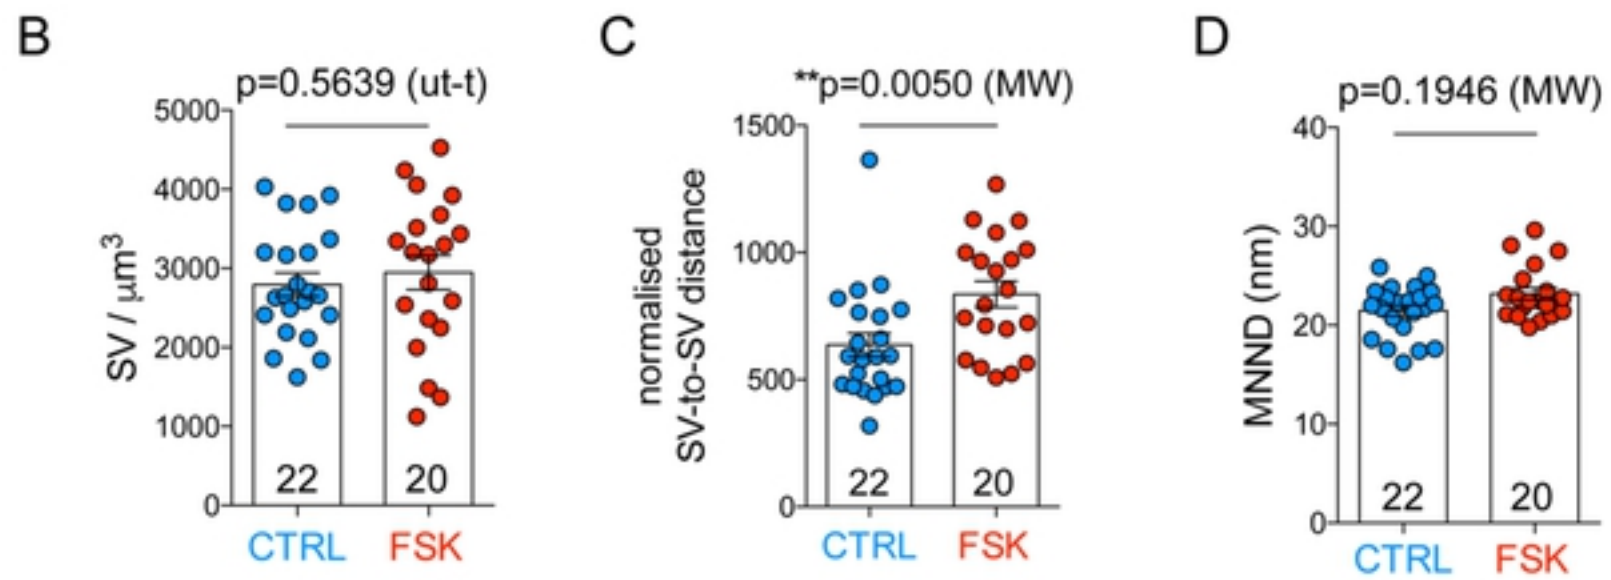 B
p=0.5639 (ut-t)
SV / μm³
5000
4000
3000
2000
1000
0
22
20
CTRL
FSK
C
**p=0.0050 (MW)
normalised
SV-to-SV distance
1500
1000
500
0
22
20
CTRL
FSK
D
p=0.1946 (MW)
MNND (nm)
40
30
20
10
0
22
20
CTRL
FSK